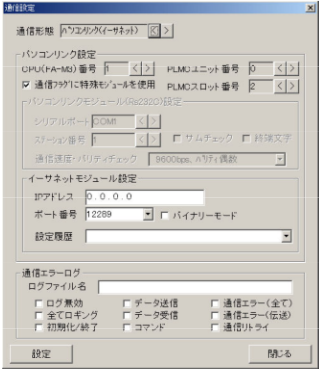 通信設定
通信形態 ﾊﾟｿｺﾝﾘﾝｸ(ｲｰｻﾈｯﾄ) < >
パソコンリンク設定
CPU(FA-M3)番号 1 < > PLMCユニット番号 0 < >
通信フラグに特殊モジュールを使用 PLMCスロット番号 2 < >
パソコンリンクモジュール(Rs232C)設定
シリアルポート COM1 < >
ステーション番号 1 < > サムチェック 終端文字
通信速度・パリティチェック 9600bps, ﾊﾟﾘﾃｨ偶数
イーサネットモジュール設定
IPアドレス 0.0.0.0
ポート番号 12289 バイナリーモード
設定履歴
通信エラーログ
ログファイル名
ログ無効 データ送信 通信エラー(全て)
全てロギング データ受信 通信エラー(伝送)
初期化/終了 コマンド 通信リトライ
設定 閉じる